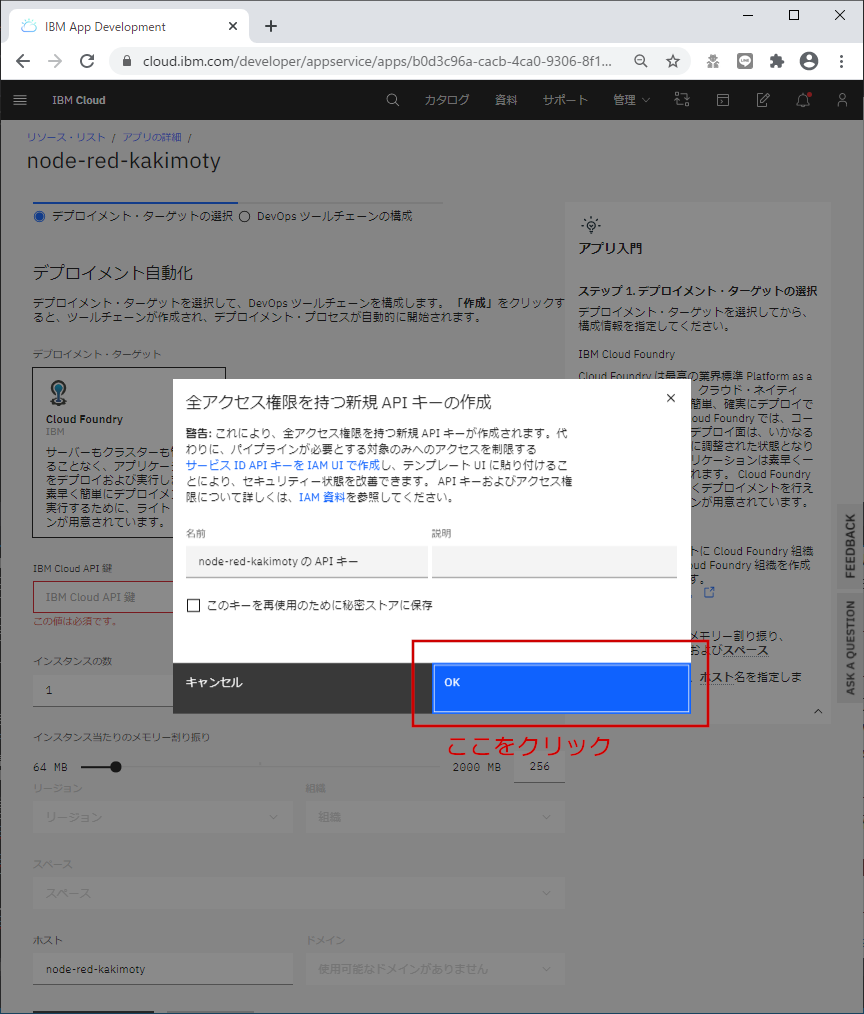 IBM App Development
cloud.ibm.com/developer/appservice/apps/b0d3c96a-cacb-4ca0-9306-8f1...
IBM Cloud
カタログ
資料
サポート
管理
リソース・リスト / アプリの詳細 /
node-red-kakimoty
デプロイメント・ターゲットの選択
DevOps ツールチェーンの構成
デプロイメント自動化
デプロイメント・ターゲットを選択して、DevOps ツールチェーンを構成します。「作成」をクリックす
ると、ツールチェーンが作成され、デプロイメント・プロセスが自動的に開始されます。
デプロイメント・ターゲット
Cloud Foundry
IBM
サーバーもクラスターも管
ることなく、アプリケー
をデプロイおよび実行し
素早く簡単にデプロイメン
実行するために、ライト
ンが用意されています。
IBM Cloud API 鍵
IBM Cloud API 鍵
この値は必須です。
インスタンスの数
1
インスタンス当たりのメモリー割り振り
64 MB
2000 MB
256
リージョン
リージョン
組織
組織
スペース
スペース
ホスト
node-red-kakimoty
ドメイン
使用可能なドメインがありません
アプリ入門
ステップ 1. デプロイメント・ターゲットの選択
デプロイメント・ターゲットを選択してから、
構成情報を指定してください。
IBM Cloud Foundry
Cloud Foundry は最高の業界標準 Platform as a
、クラウド・ネイティ
簡単、確実にデプロイで
oud Foundry では、コー
デプロイ面は、いかなる
に調整された状態となり
リケーションは素早く一
れます。 Cloud Foundry
くデプロイメントを行え
ンが用意されています。
トに Cloud Foundry 組織
oud Foundry 組織を作成
す。
メモリー割り振り、
およびスペース
、ホスト名を指定しま
FEEDBACK
ASK A QUESTION
全アクセス権限を持つ新規 API キーの作成
警告: これにより、全アクセス権限を持つ新規 API キーが作成されます。代
わりに、パイプラインが必要とする対象のみへのアクセスを制限する
サービス ID API キーを IAM UI で作成し、テンプレート UI に貼り付けるこ
とにより、セキュリティー状態を改善できます。 API キーおよびアクセス権
限について詳しくは、IAM 資料を参照してください。
名前
node-red-kakimoty の API キー
説明
このキーを再使用のために秘密ストアに保存
キャンセル
OK
ここをクリック